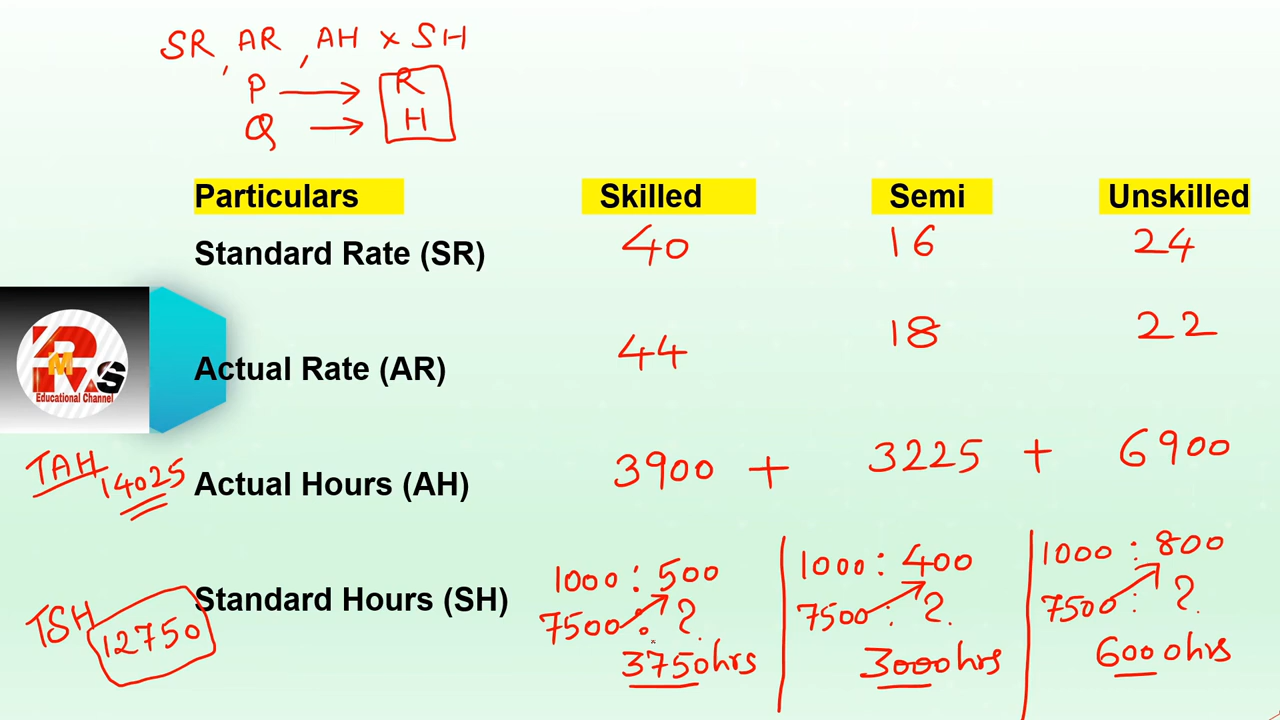 SR, AR, AH × SH
P → R
Q → H
Particulars Skilled Semi Unskilled
Standard Rate (SR) 40 16 24
Actual Rate (AR) 44 18 22
RMS
Educational Channel
TAH 14025 Actual Hours (AH) 3900 + 3225 + 6900
1000 : 500 1000 : 400 1000 : 800
TSH 12750 Standard Hours (SH) 7500 : ? 7500 : ? 7500 : ?
3750hrs 3000hrs 6000hrs